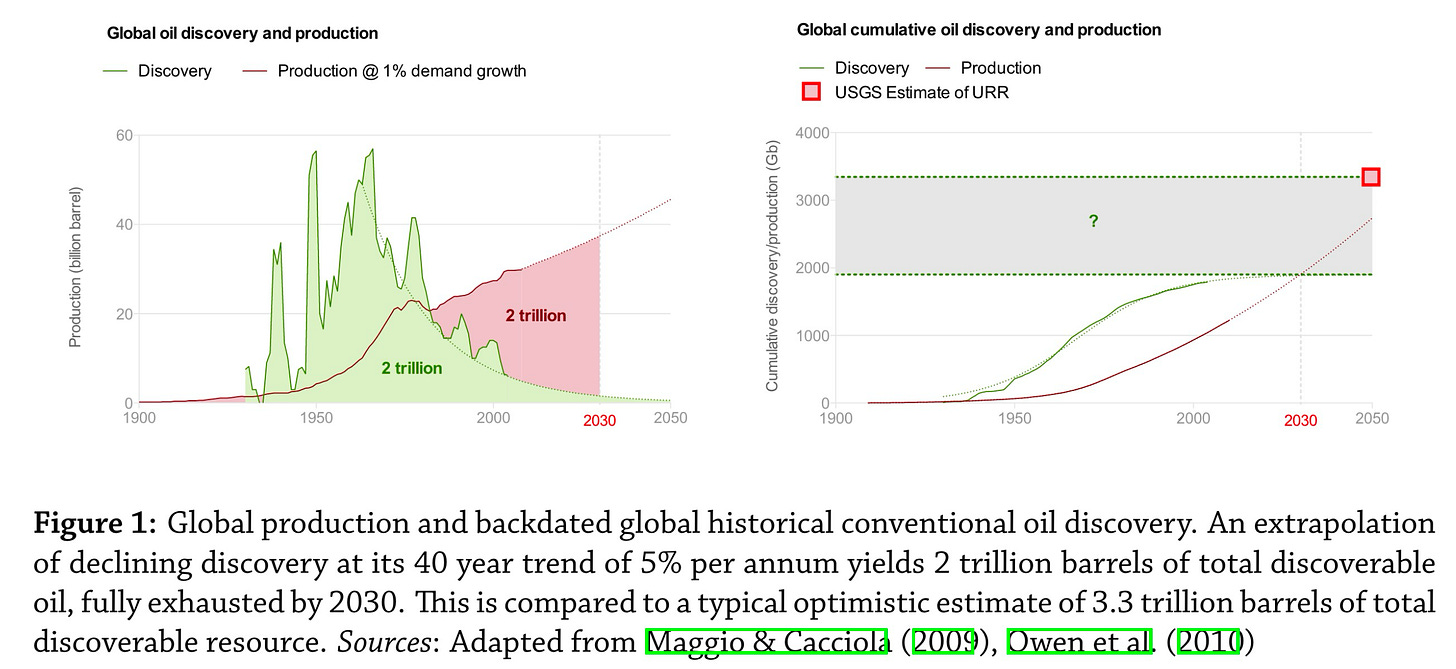 Global oil discovery and production
Discovery
Production @ 1% demand growth
Production (billion barrel)
60
40
20
0
2 trillion
2 trillion
1900
1950
2000
2030
2050
Global cumulative oil discovery and production
Discovery
Production
USGS Estimate of URR
Cumulative discovery/production (Gb)
4000
3000
2000
1000
0
?
1900
1950
2000
2030
2050
Figure 1: Global production and backdated global historical conventional oil discovery. An extrapolation
of declining discovery at its 40 year trend of 5% per annum yields 2 trillion barrels of total discoverable
oil, fully exhausted by 2030. This is compared to a typical optimistic estimate of 3.3 trillion barrels of total
discoverable resource. Sources: Adapted from Maggio & Cacciola (2009), Owen et al. (2010)